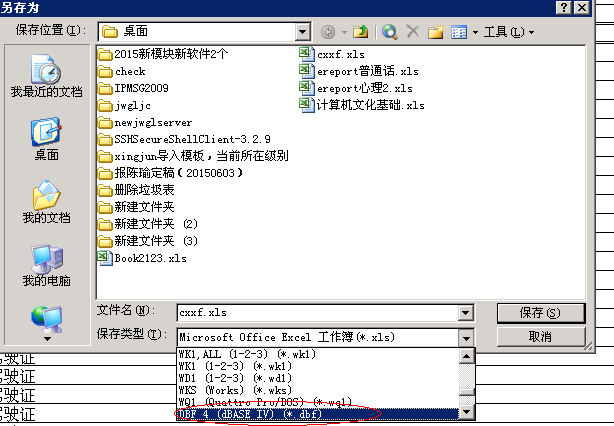 另存为
保存位置(I):
桌面
工具(L)
我最近的文档
桌面
我的文档
我的电脑
2015新模块新软件2个
check
IPMSG2009
jwgljc
newjwglserver
SSHSecureShellClient-3.2.9
xingjun导入模板，当前所在级别
报陈瑜定稿(20150603)
删除垃圾表
新建文件夹
新建文件夹 (2)
新建文件夹 (3)
Book2123.xls
cxxf.xls
ereport普通话.xls
ereport心理2.xls
计算机文化基础.xls
文件名(N):
cxxf.xls
保存(S)
保存类型(T):
Microsoft Office Excel 工作簿(*.xls)
取消
WK1,ALL (1-2-3) (*.wk1)
WK1 (1-2-3) (*.wk1)
WD1 (1-2-3) (*.wd1)
WKS (Works) (*.wks)
WQ1 (Quattro Pro/DOS) (*.wq1)
DBF 4 (dBASE IV) (*.dbf)
驾驶证
驾驶证
驾驶证
驾驶证